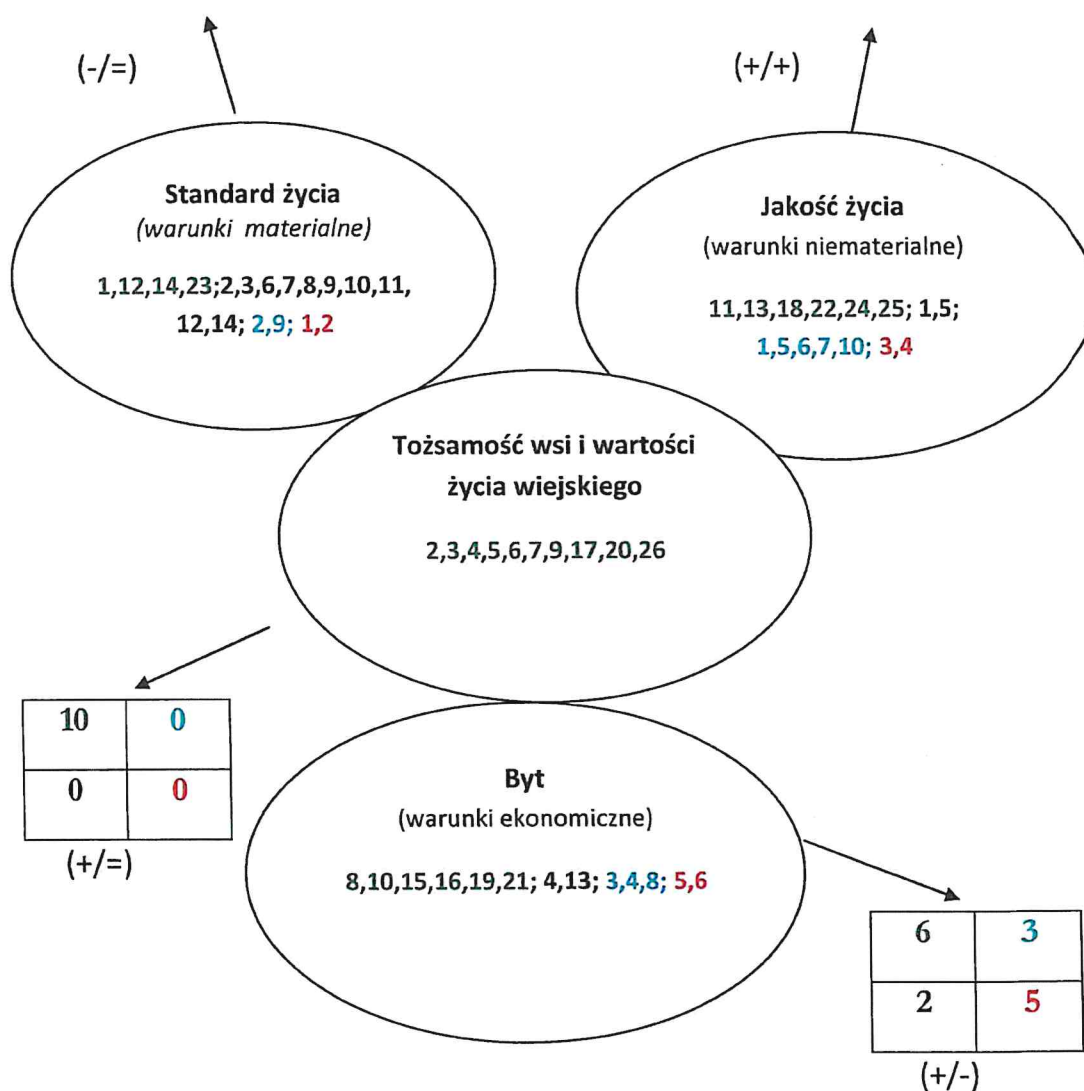 (-/=)
(+/+)
Standard życia
(warunki materialne)
1,12,14,23;2,3,6,7,8,9,10,11,
12,14; 2,9; 1,2
Jakość życia
(warunki niematerialne)
11,13,18,22,24,25; 1,5;
1,5,6,7,10; 3,4
Tożsamość wsi i wartości
życia wiejskiego
2,3,4,5,6,7,9,17,20,26
10 0
0 0
(+/=)
Byt
(warunki ekonomiczne)
8,10,15,16,19,21; 4,13; 3,4,8; 5,6
6 3
2 5
(+/-)